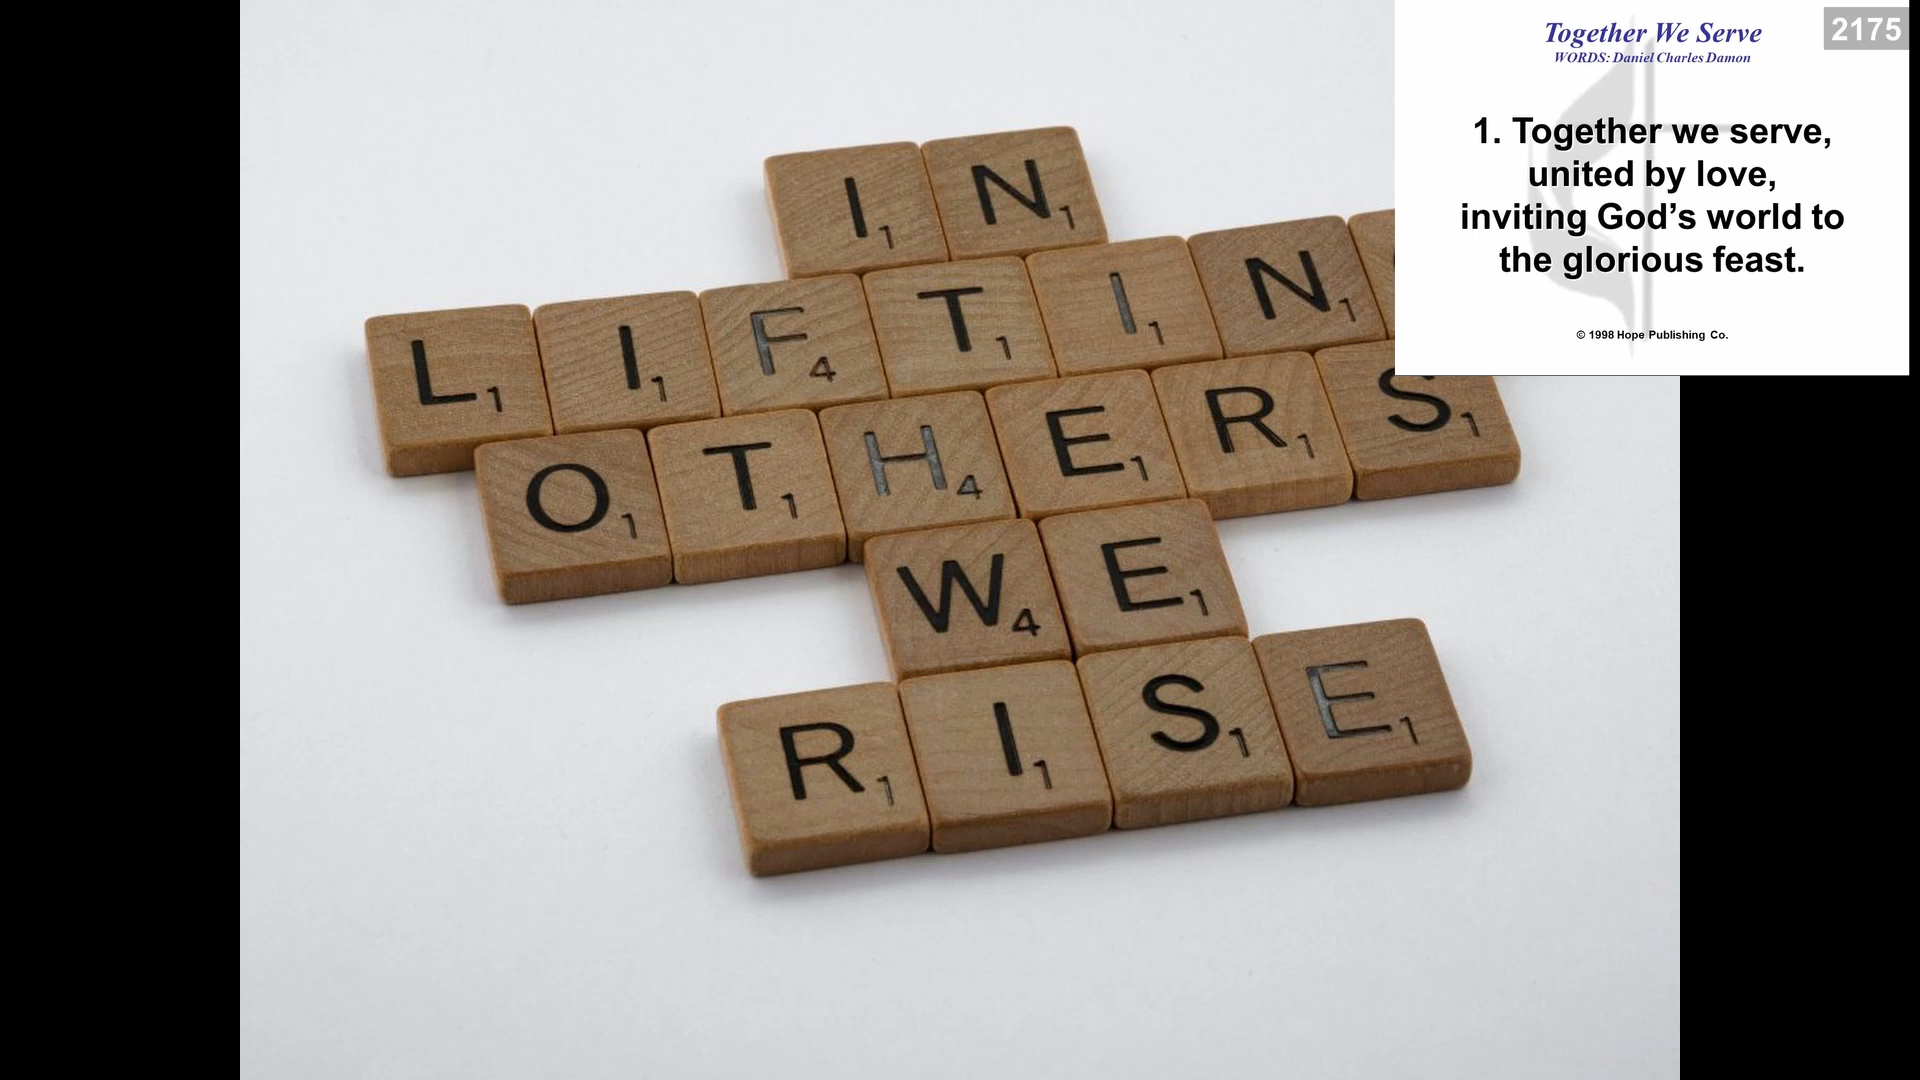 IN
LIFTIN
OTHERS
WE
RISE
2175
Together We Serve
WORDS: Daniel Charles Damon
1. Together we serve,
united by love,
inviting God's world to
the glorious feast.
© 1998 Hope Publishing Co.